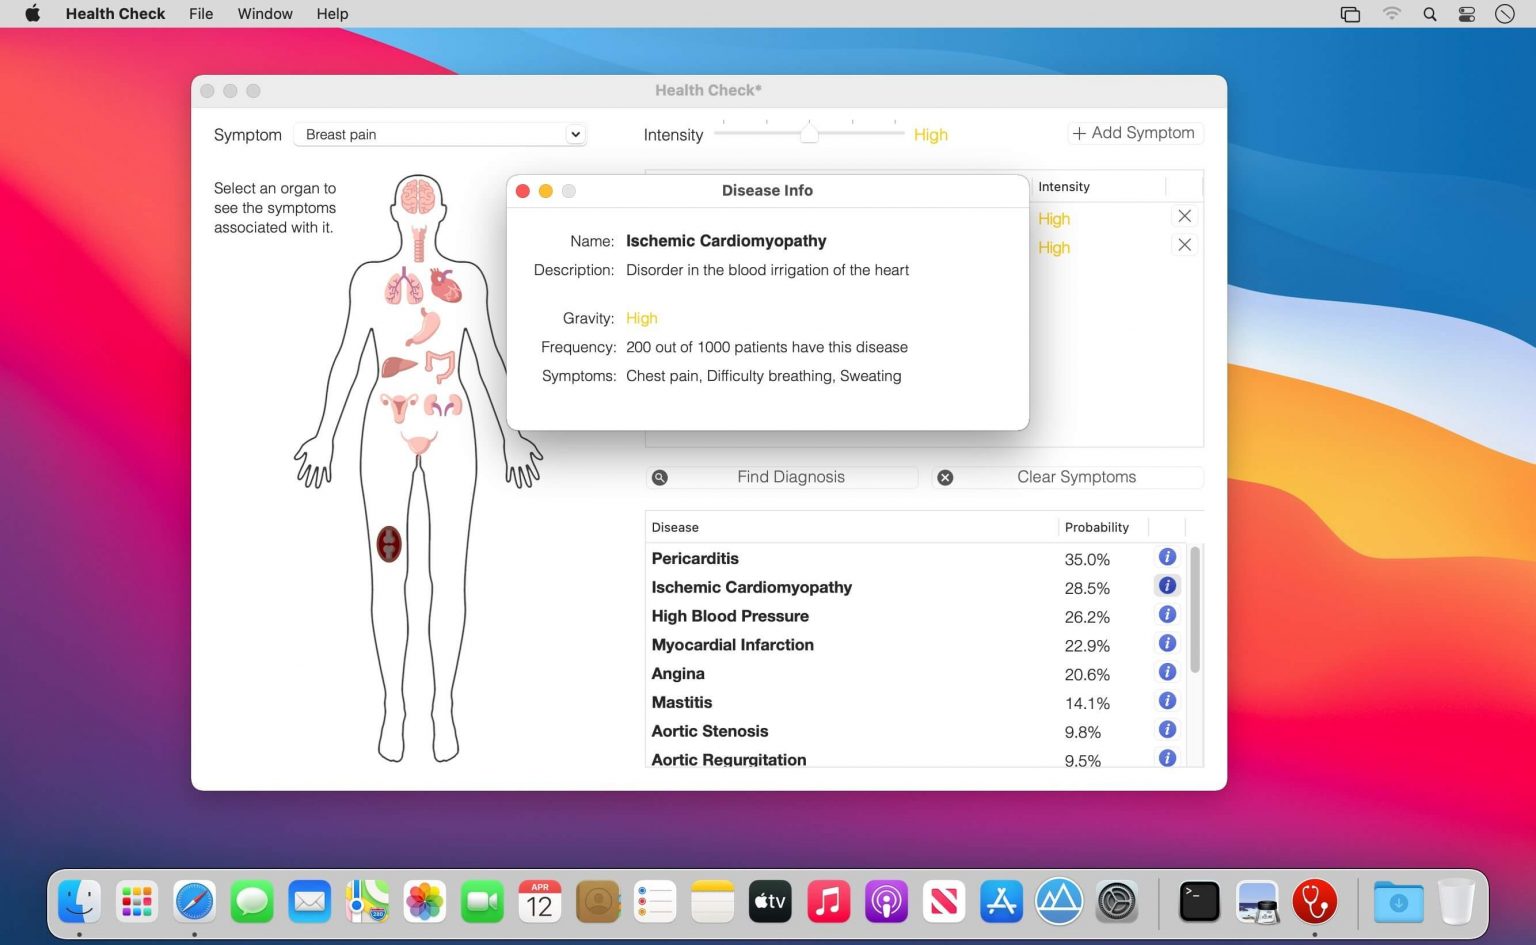 Health Check File Window Help
Health Check*
Symptom Breast pain Intensity High + Add Symptom
Select an organ to
see the symptoms
associated with it.
Disease Info
Name: Ischemic Cardiomyopathy
Description: Disorder in the blood irrigation of the heart
Gravity: High
Frequency: 200 out of 1000 patients have this disease
Symptoms: Chest pain, Difficulty breathing, Sweating
Intensity
High
High
Find Diagnosis Clear Symptoms
Disease Probability
Pericarditis 35.0%
Ischemic Cardiomyopathy 28.5%
High Blood Pressure 26.2%
Myocardial Infarction 22.9%
Angina 20.6%
Mastitis 14.1%
Aortic Stenosis 9.8%
Aortic Regurgitation 9.5%
APR
12
280
tv